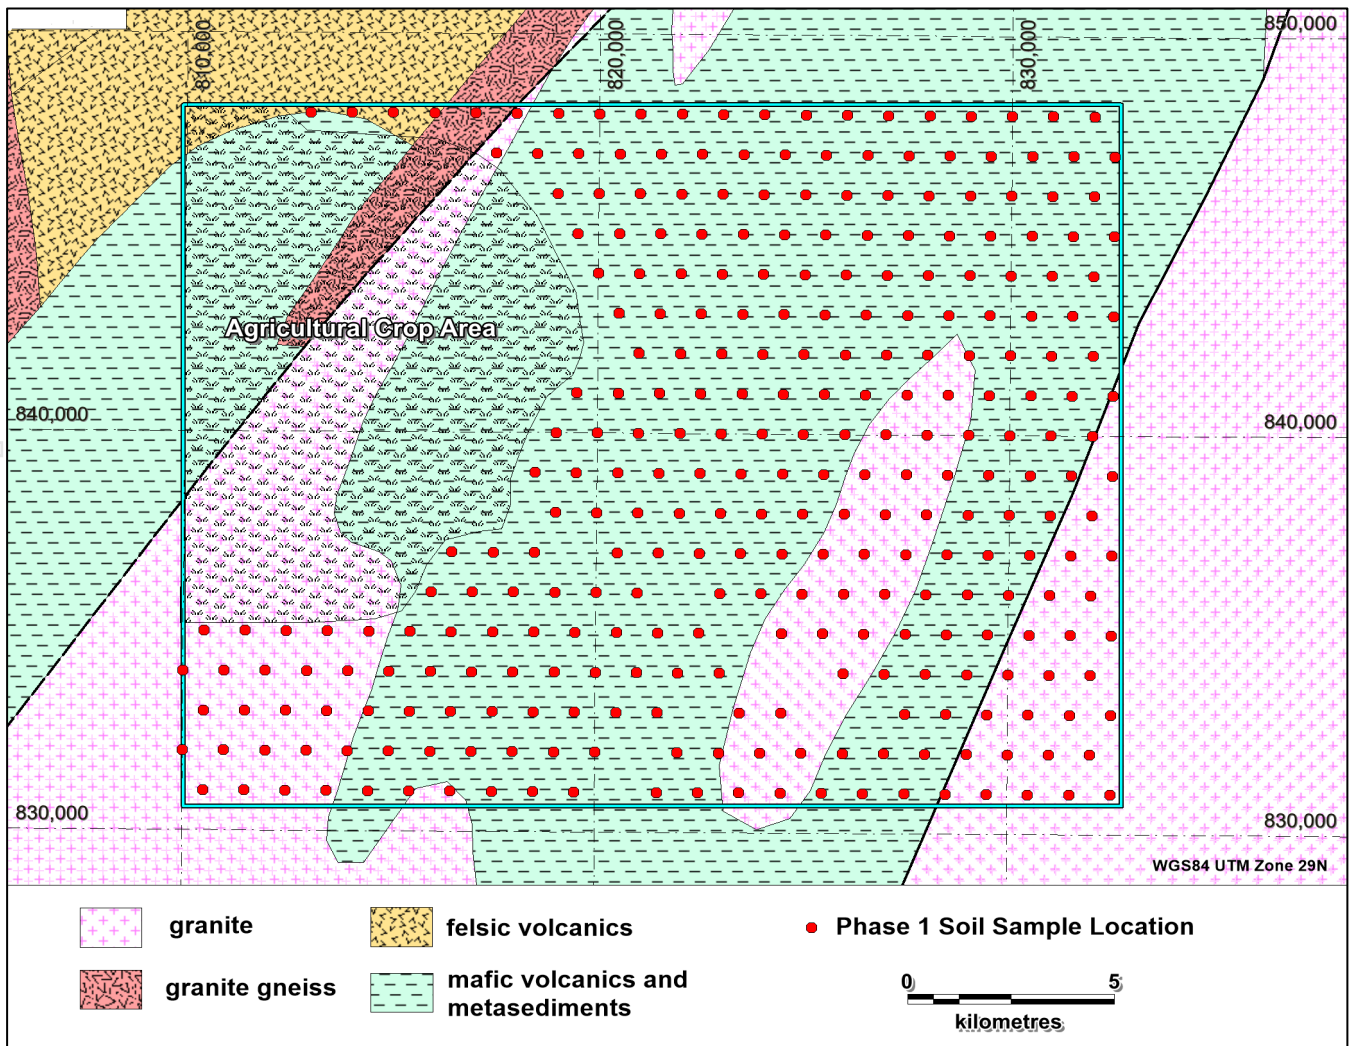 850,000
810,000
820,000
830,000
Agricultural Crop Area
840,000
840,000
830,000
830,000
WGS84 UTM Zone 29N
granite
felsic volcanics
Phase 1 Soil Sample Location
granite gneiss
mafic volcanics and
metasediments
0 5
kilometres